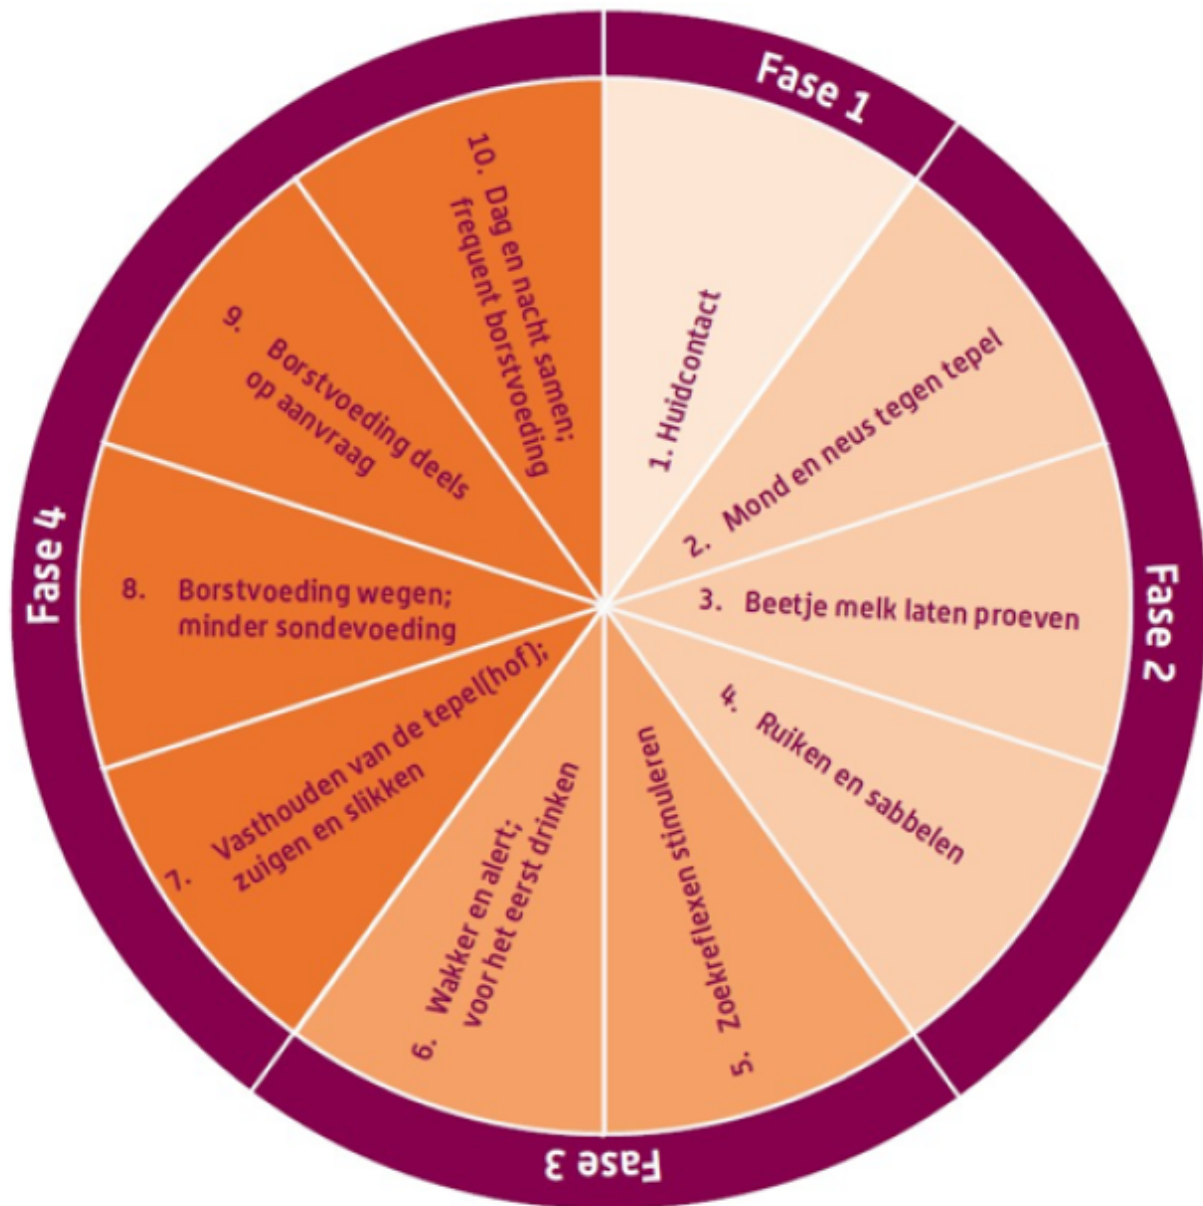 Fase 1
1. Huidcontact
Fase 2
2. Mond en neus tegen tepel
3. Beetje melk laten proeven
4. Ruiken en sabbelen
Fase 3
5. Zoekreflexen stimuleren
6. Wakker en alert;
voor het eerst drinken
Fase 4
7. Vasthouden van de tepel(hof);
zuigen en slikken
8. Borstvoeding wegen;
minder sondevoeding
9. Borstvoeding deels
op aanvraag
10. Dag en nacht samen;
frequent borstvoeding